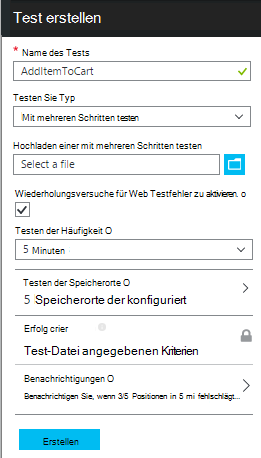 Test erstellen
* Name des Tests
AddItemToCart
Testen Sie Typ
Mit mehreren Schritten testen
Hochladen einer mit mehreren Schritten testen
Select a file
Wiederholungsversuche für Web Testfehler zu aktivieren. o
Testen der Häufigkeit O
5 Minuten
Testen der Speicherorte O
5 Speicherorte der konfiguriert
Erfolg crier
Test-Datei angegebenen Kriterien
Benachrichtigungen O
Benachrichtigen Sie, wenn 3/5 Positionen in 5 mi fehlschlägt...
Erstellen